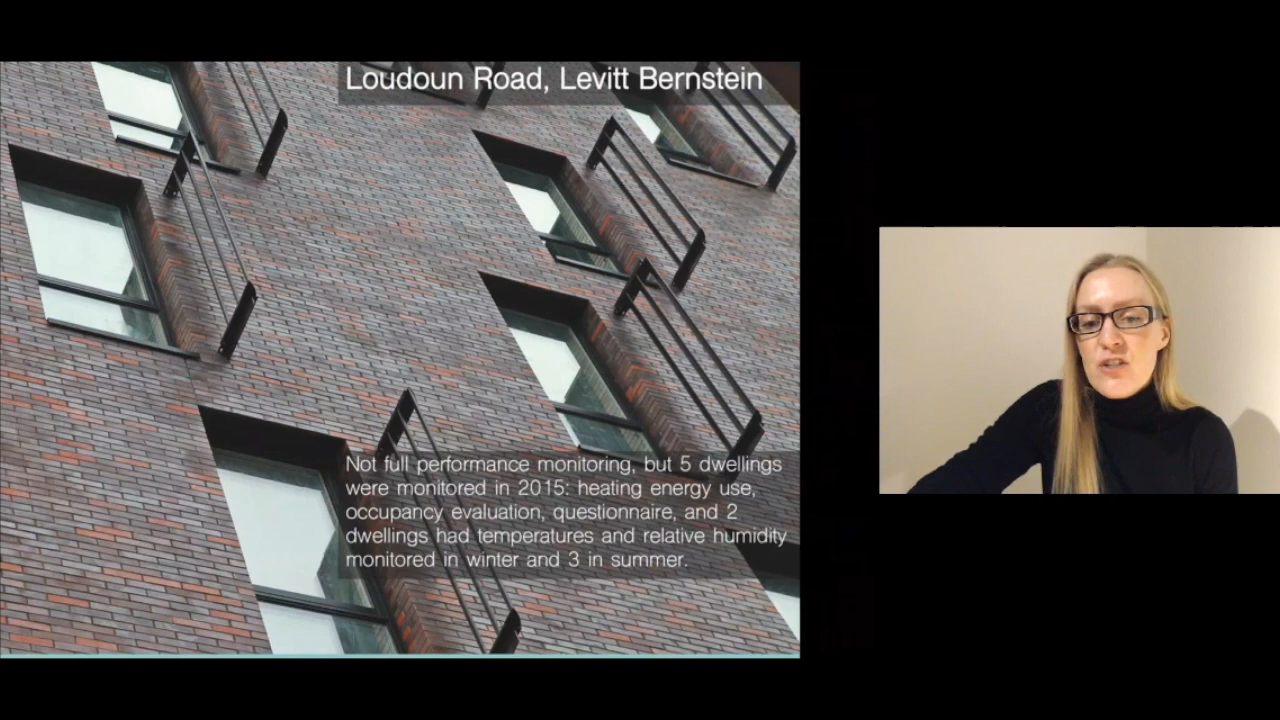 Loudoun Road, Levitt Bernstein
Not full performance monitoring, but 5 dwellings
were monitored in 2015: heating energy use,
occupancy evaluation, questionnaire, and 2
dwellings had temperatures and relative humidity
monitored in winter and 3 in summer.